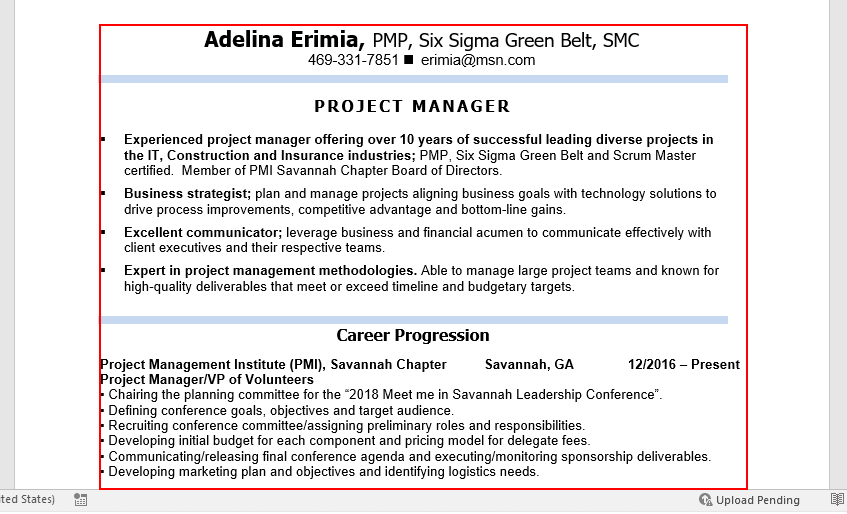 Adelina Erimia, PMP, Six Sigma Green Belt, SMC
469-331-7851 ■ erimia@msn.com
PROJECT MANAGER
▪ Experienced project manager offering over 10 years of successful leading diverse projects in
the IT, Construction and Insurance industries; PMP, Six Sigma Green Belt and Scrum Master
certified. Member of PMI Savannah Chapter Board of Directors.
▪ Business strategist; plan and manage projects aligning business goals with technology solutions to
drive process improvements, competitive advantage and bottom-line gains.
▪ Excellent communicator; leverage business and financial acumen to communicate effectively with
client executives and their respective teams.
▪ Expert in project management methodologies. Able to manage large project teams and known for
high-quality deliverables that meet or exceed timeline and budgetary targets.
Career Progression
Project Management Institute (PMI), Savannah Chapter Savannah, GA 12/2016 – Present
Project Manager/VP of Volunteers
▪ Chairing the planning committee for the “2018 Meet me in Savannah Leadership Conference”.
▪ Defining conference goals, objectives and target audience.
▪ Recruiting conference committee/assigning preliminary roles and responsibilities.
▪ Developing initial budget for each component and pricing model for delegate fees.
▪ Communicating/releasing final conference agenda and executing/monitoring sponsorship deliverables.
▪ Developing marketing plan and objectives and identifying logistics needs.
ted States) Upload Pending